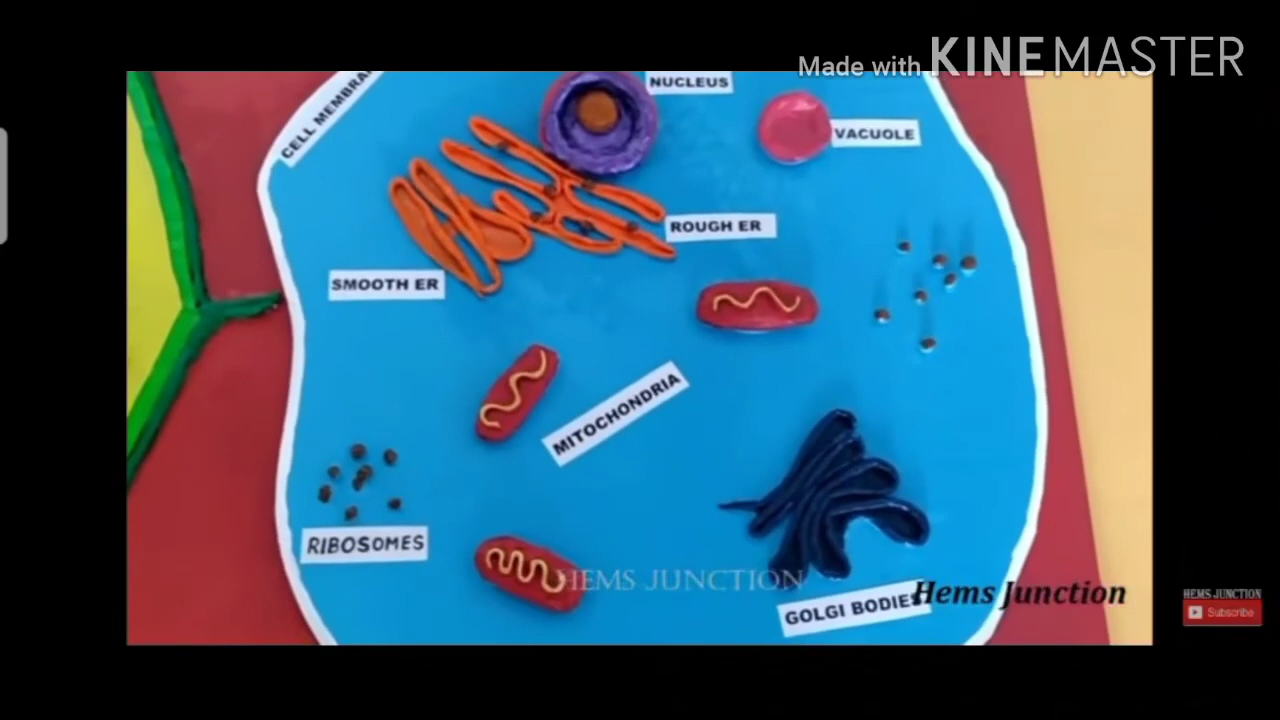 Made with KINEMASTER
CELL MEMBRA
NUCLEUS
VACUOLE
ROUGH ER
SMOOTH ER
MITOCHONDRIA
RIBOSOMES
HEMS JUNCTION
GOLGI BODIES
Hems Junction
HEMS JUNCTION
Subscribe